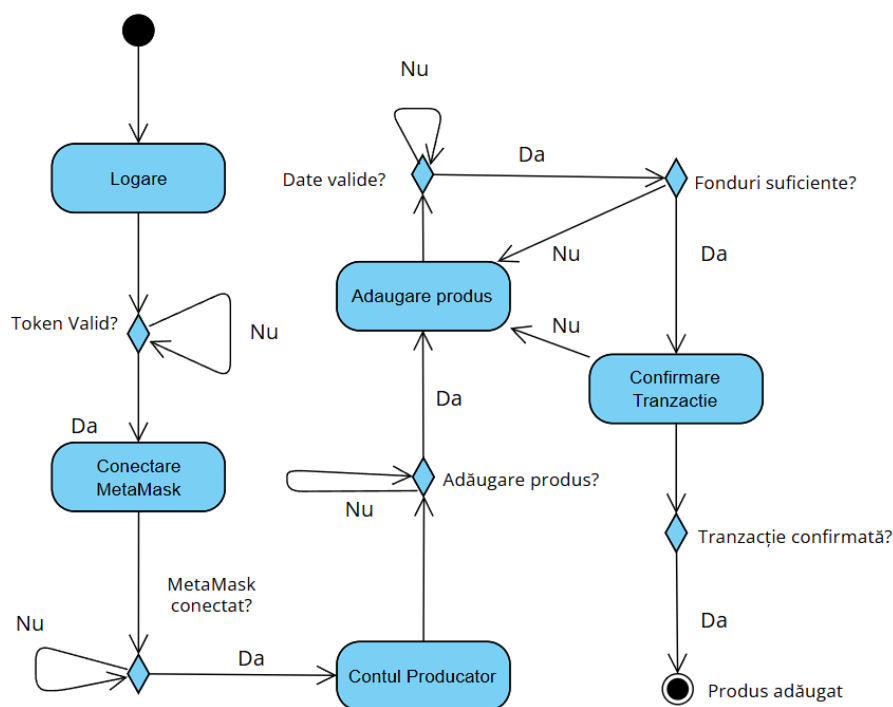 Logare
Token Valid?
Nu
Da
Conectare
MetaMask
MetaMask
conectat?
Nu
Da
Contul Producator
Adăugare produs?
Nu
Da
Adaugare produs
Date valide?
Nu
Da
Fonduri suficiente?
Nu
Da
Confirmare
Tranzactie
Nu
Tranzacție confirmată?
Da
Produs adăugat